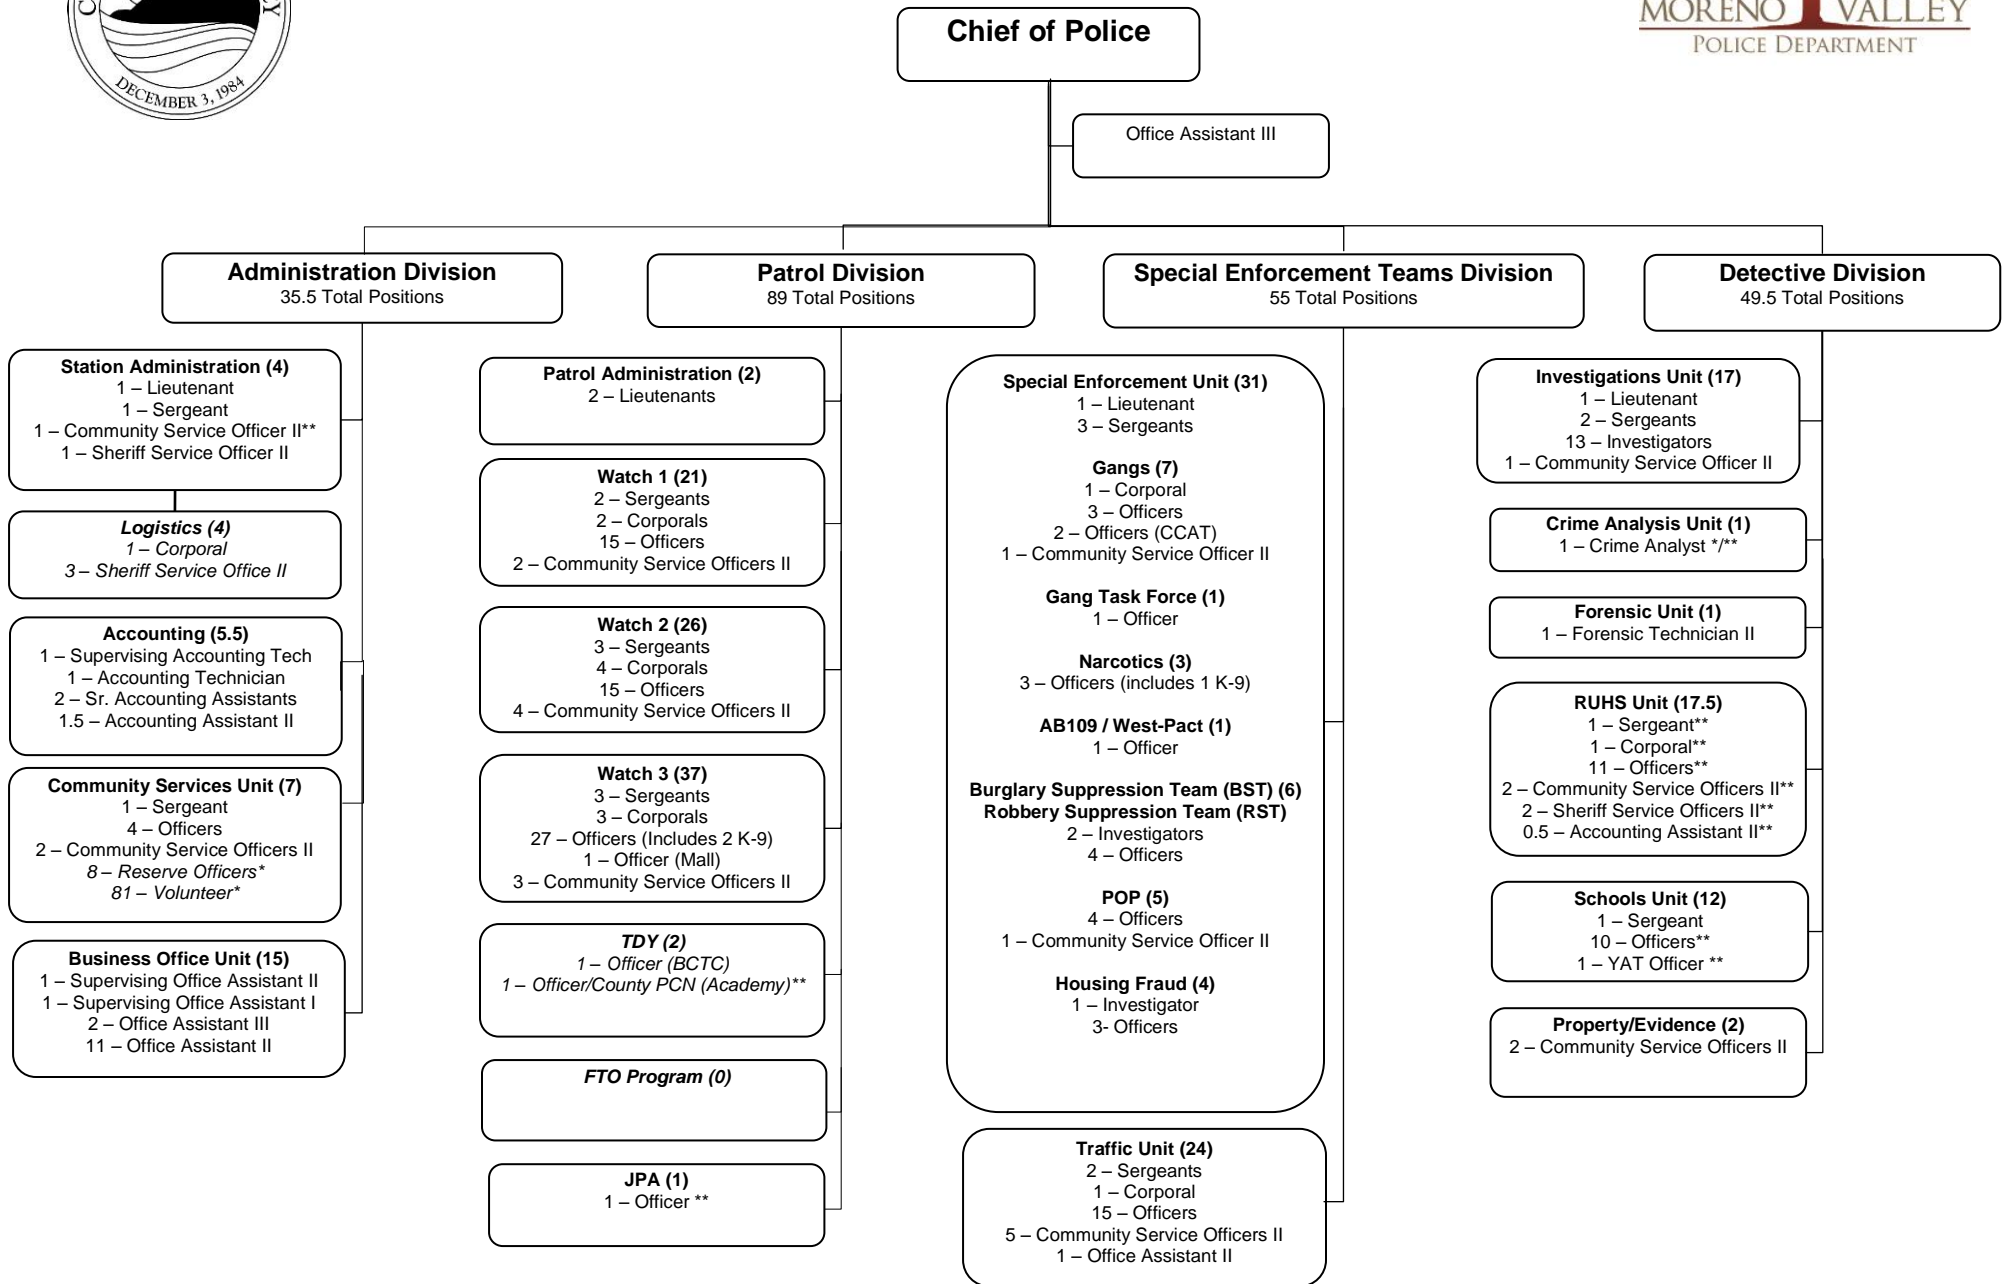 DECEMBER 3, 1984
MORENO VALLEY
POLICE DEPARTMENT
Chief of Police
Office Assistant III
Administration Division
35.5 Total Positions
Station Administration (4)
1 – Lieutenant
1 – Sergeant
1 – Community Service Officer II**
1 – Sheriff Service Officer II
Logistics (4)
1 – Corporal
3 – Sheriff Service Office II
Accounting (5.5)
1 – Supervising Accounting Tech
1 – Accounting Technician
2 – Sr. Accounting Assistants
1.5 – Accounting Assistant II
Community Services Unit (7)
1 – Sergeant
4 – Officers
2 – Community Service Officers II
8 – Reserve Officers*
81 – Volunteer*
Business Office Unit (15)
1 – Supervising Office Assistant II
1 – Supervising Office Assistant I
2 – Office Assistant III
11 – Office Assistant II
Patrol Division
89 Total Positions
Patrol Administration (2)
2 – Lieutenants
Watch 1 (21)
2 – Sergeants
2 – Corporals
15 – Officers
2 – Community Service Officers II
Watch 2 (26)
3 – Sergeants
4 – Corporals
15 – Officers
4 – Community Service Officers II
Watch 3 (37)
3 – Sergeants
3 – Corporals
27 – Officers (Includes 2 K-9)
1 – Officer (Mall)
3 – Community Service Officers II
TDY (2)
1 – Officer (BCTC)
1 – Officer/County PCN (Academy)**
FTO Program (0)
JPA (1)
1 – Officer **
Special Enforcement Teams Division
55 Total Positions
Special Enforcement Unit (31)
1 – Lieutenant
3 – Sergeants
Gangs (7)
1 – Corporal
3 – Officers
2 – Officers (CCAT)
1 – Community Service Officer II
Gang Task Force (1)
1 – Officer
Narcotics (3)
3 – Officers (includes 1 K-9)
AB109 / West-Pact (1)
1 – Officer
Burglary Suppression Team (BST) (6)
Robbery Suppression Team (RST)
2 – Investigators
4 – Officers
POP (5)
4 – Officers
1 – Community Service Officer II
Housing Fraud (4)
1 – Investigator
3- Officers
Traffic Unit (24)
2 – Sergeants
1 – Corporal
15 – Officers
5 – Community Service Officers II
1 – Office Assistant II
Detective Division
49.5 Total Positions
Investigations Unit (17)
1 – Lieutenant
2 – Sergeants
13 – Investigators
1 – Community Service Officer II
Crime Analysis Unit (1)
1 – Crime Analyst */**
Forensic Unit (1)
1 – Forensic Technician II
RUHS Unit (17.5)
1 – Sergeant**
1 – Corporal**
11 – Officers**
2 – Community Service Officers II**
2 – Sheriff Service Officers II**
0.5 – Accounting Assistant II**
Schools Unit (12)
1 – Sergeant
10 – Officers**
1 – YAT Officer **
Property/Evidence (2)
2 – Community Service Officers II